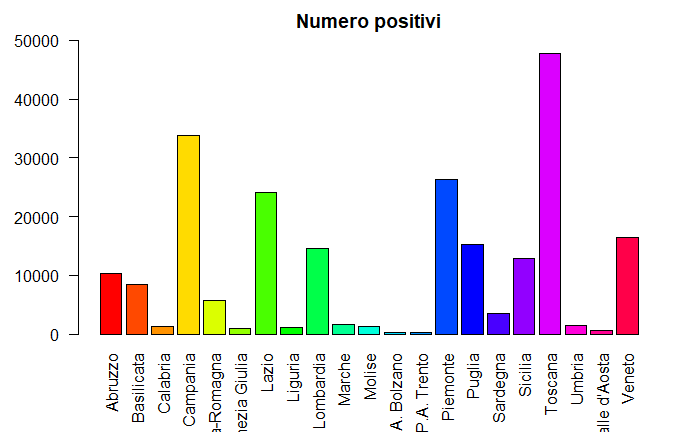 Numero positivi
50000
40000
30000
20000
10000
0
Abruzzo
Basilicata
Calabria
Campania
a-Romagna
nezia Giulia
Lazio
Liguria
Lombardia
Marche
Molise
A. Bolzano
P.A. Trento
Piemonte
Puglia
Sardegna
Sicilia
Toscana
Umbria
alle d'Aosta
Veneto